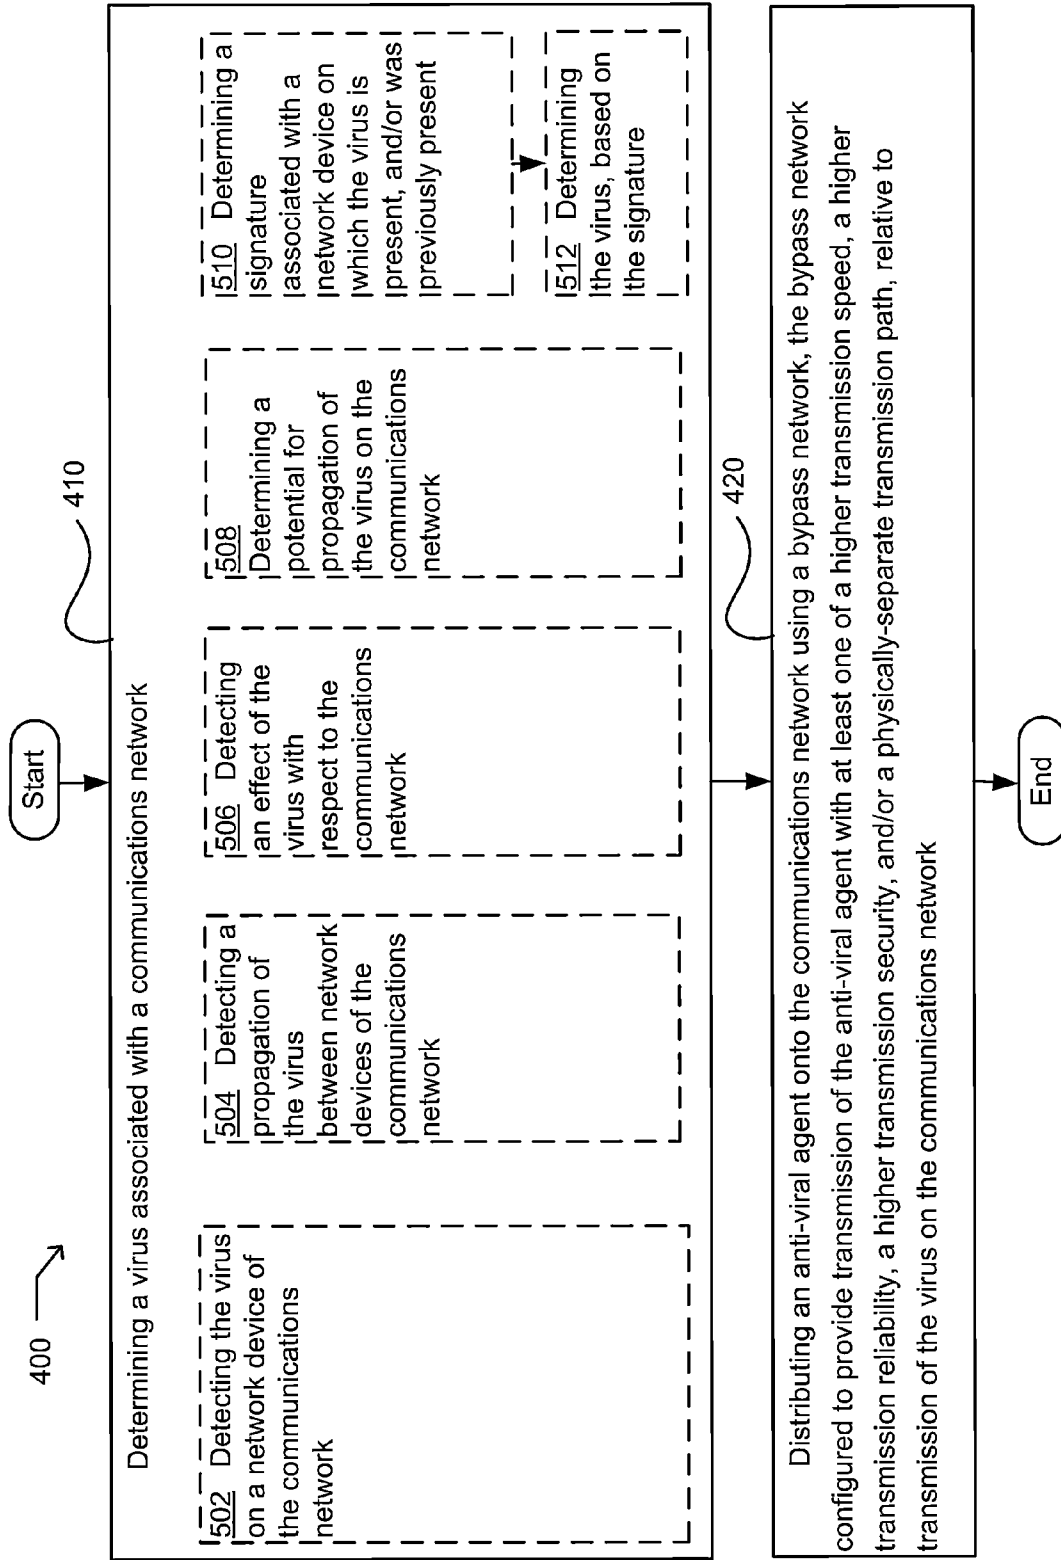 400
Start
410
Determining a virus associated with a communications network
502 Detecting the virus
on a network device of
the communications
network
504 Detecting a
propagation of
the virus
between network
devices of the
communications
network
506 Detecting
an effect of the
virus with
respect to the
communications
network
508
Determining a
potential for
propagation of
the virus on the
communications
network
510 Determining a
signature
associated with a
network device on
which the virus is
present, and/or was
previously present
512 Determining
the virus, based on
the signature
420
Distributing an anti-viral agent onto the communications network using a bypass network, the bypass network
configured to provide transmission of the anti-viral agent with at least one of a higher transmission speed, a higher
transmission reliability, a higher transmission security, and/or a physically-separate transmission path, relative to
transmission of the virus on the communications network
End